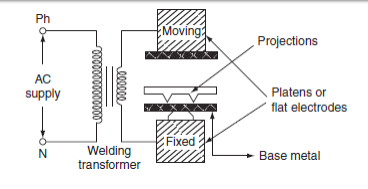 Ph
Moving
Projections
AC
supply
Platens or
flat electrodes
Fixed
N
Welding
transformer
Base metal